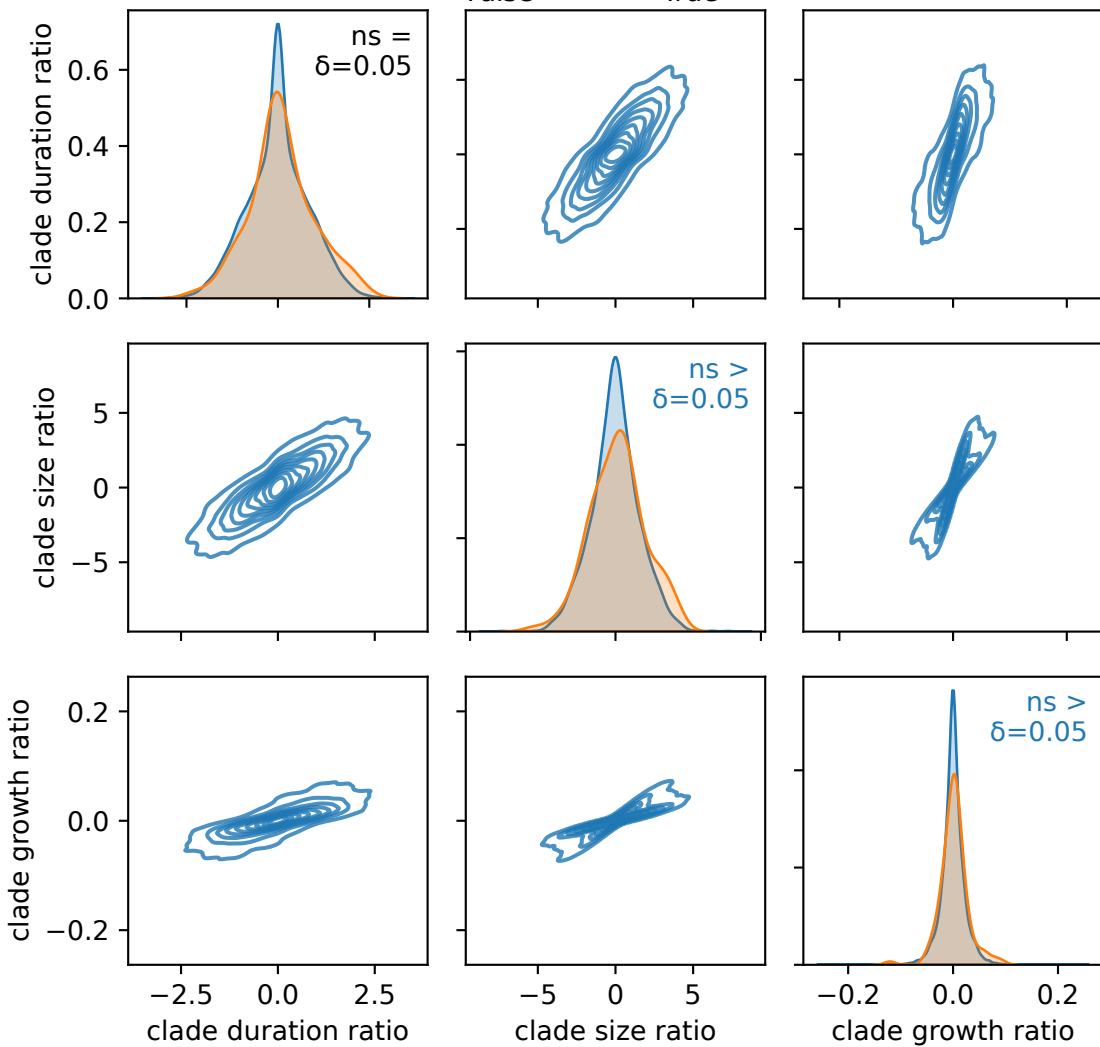 clade duration ratio
0.6
0.4
0.2
0.0
ns =
δ=0.05
clade size ratio
5
0
−5
ns >
δ=0.05
clade growth ratio
0.2
0.0
−0.2
ns >
δ=0.05
−2.5 0.0 2.5
−5 0 5
−0.2 0.0 0.2
clade duration ratio
clade size ratio
clade growth ratio